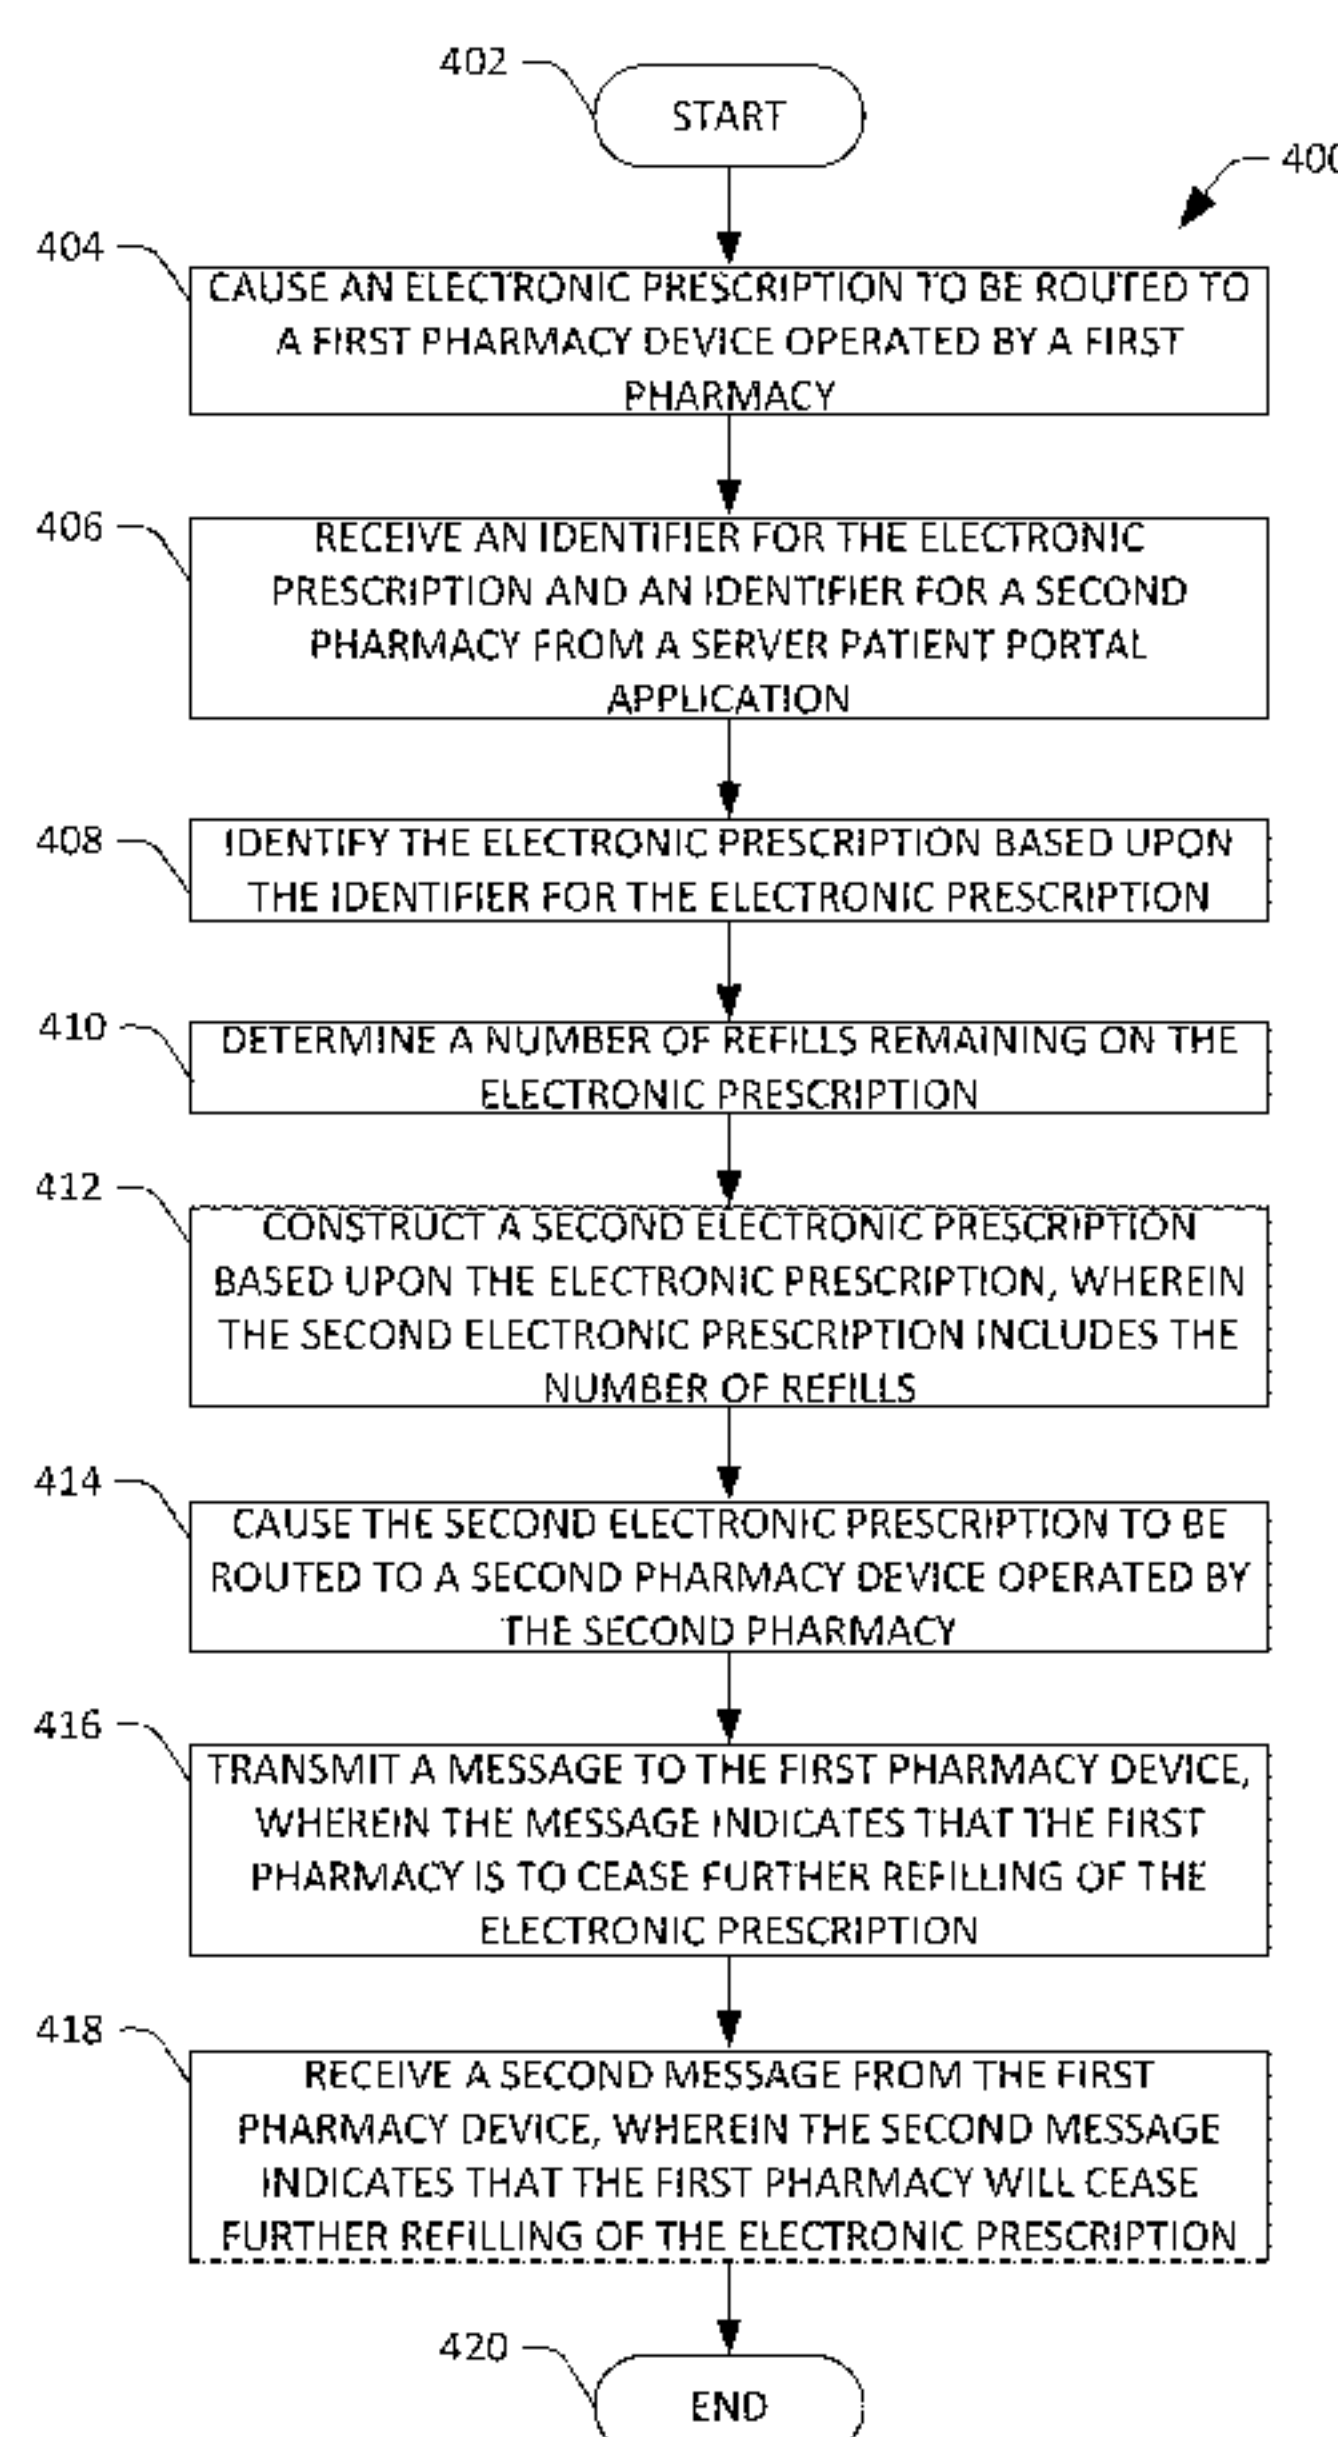 402
START
400
404
CAUSE AN ELECTRONIC PRESCRIPTION TO BE ROUTED TO
A FIRST PHARMACY DEVICE OPERATED BY A FIRST
PHARMACY
406
RECEIVE AN IDENTIFIER FOR THE ELECTRONIC
PRESCRIPTION AND AN IDENTIFIER FOR A SECOND
PHARMACY FROM A SERVER PATIENT PORTAL
APPLICATION
408
IDENTIFY THE ELECTRONIC PRESCRIPTION BASED UPON
THE IDENTIFIER FOR THE ELECTRONIC PRESCRIPTION
410
DETERMINE A NUMBER OF REFILLS REMAINING ON THE
ELECTRONIC PRESCRIPTION
412
CONSTRUCT A SECOND ELECTRONIC PRESCRIPTION
BASED UPON THE ELECTRONIC PRESCRIPTION, WHEREIN
THE SECOND ELECTRONIC PRESCRIPTION INCLUDES THE
NUMBER OF REFILLS
414
CAUSE THE SECOND ELECTRONIC PRESCRIPTION TO BE
ROUTED TO A SECOND PHARMACY DEVICE OPERATED BY
THE SECOND PHARMACY
416
TRANSMIT A MESSAGE TO THE FIRST PHARMACY DEVICE,
WHEREIN THE MESSAGE INDICATES THAT THE FIRST
PHARMACY IS TO CEASE FURTHER REFILLING OF THE
ELECTRONIC PRESCRIPTION
418
RECEIVE A SECOND MESSAGE FROM THE FIRST
PHARMACY DEVICE, WHEREIN THE SECOND MESSAGE
INDICATES THAT THE FIRST PHARMACY WILL CEASE
FURTHER REFILLING OF THE ELECTRONIC PRESCRIPTION
420
END